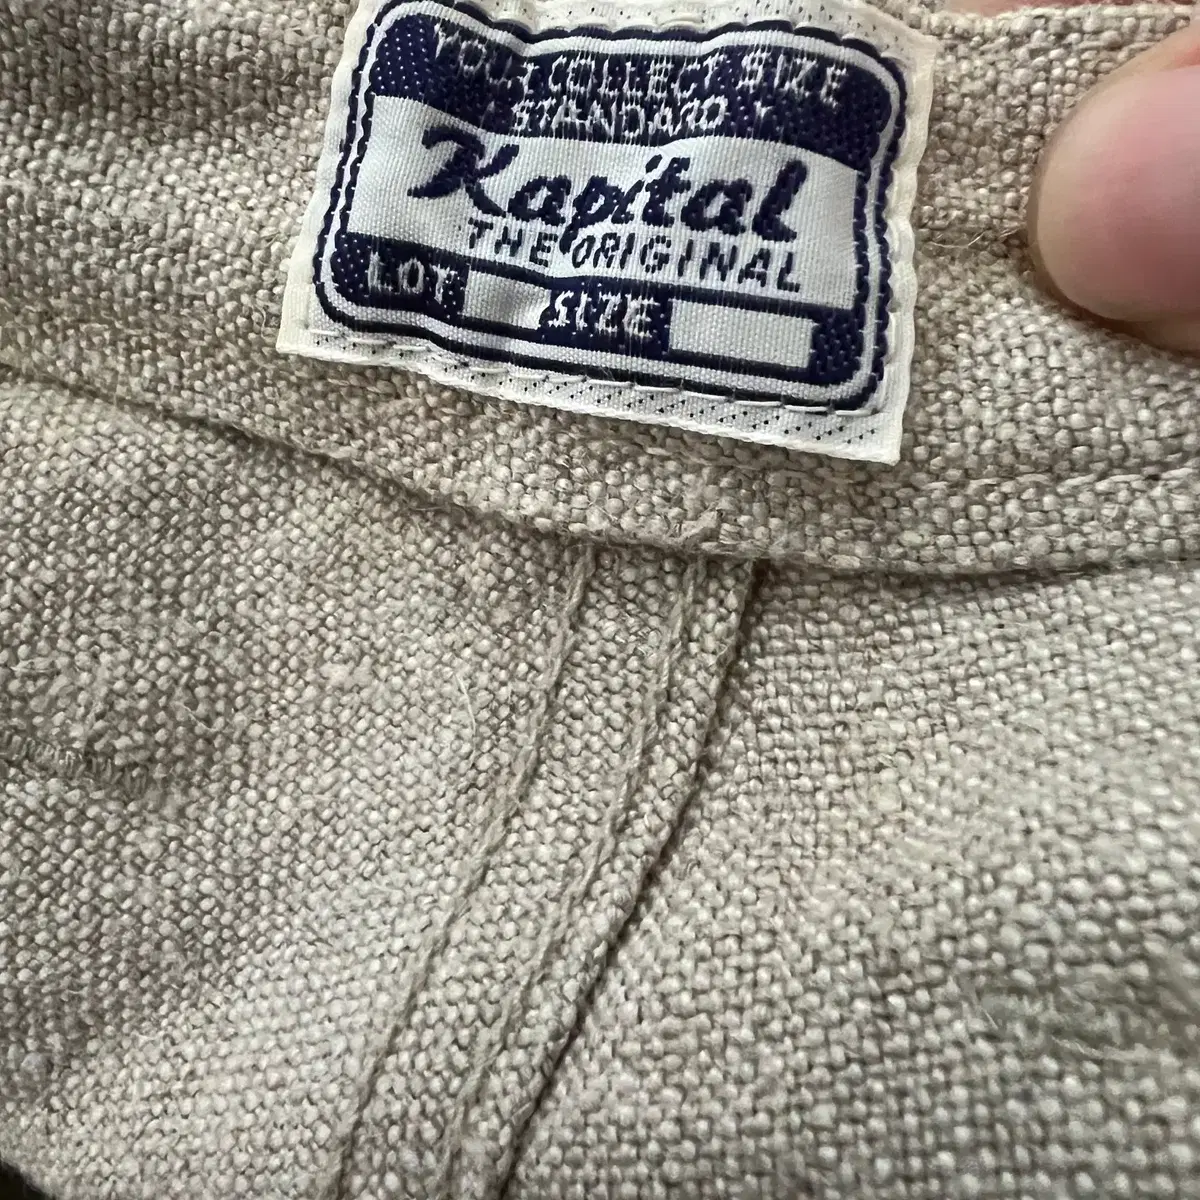 YOUR COLLECT SIZE
STANDARD
Kapital
THE ORIGINAL
LOT SIZE